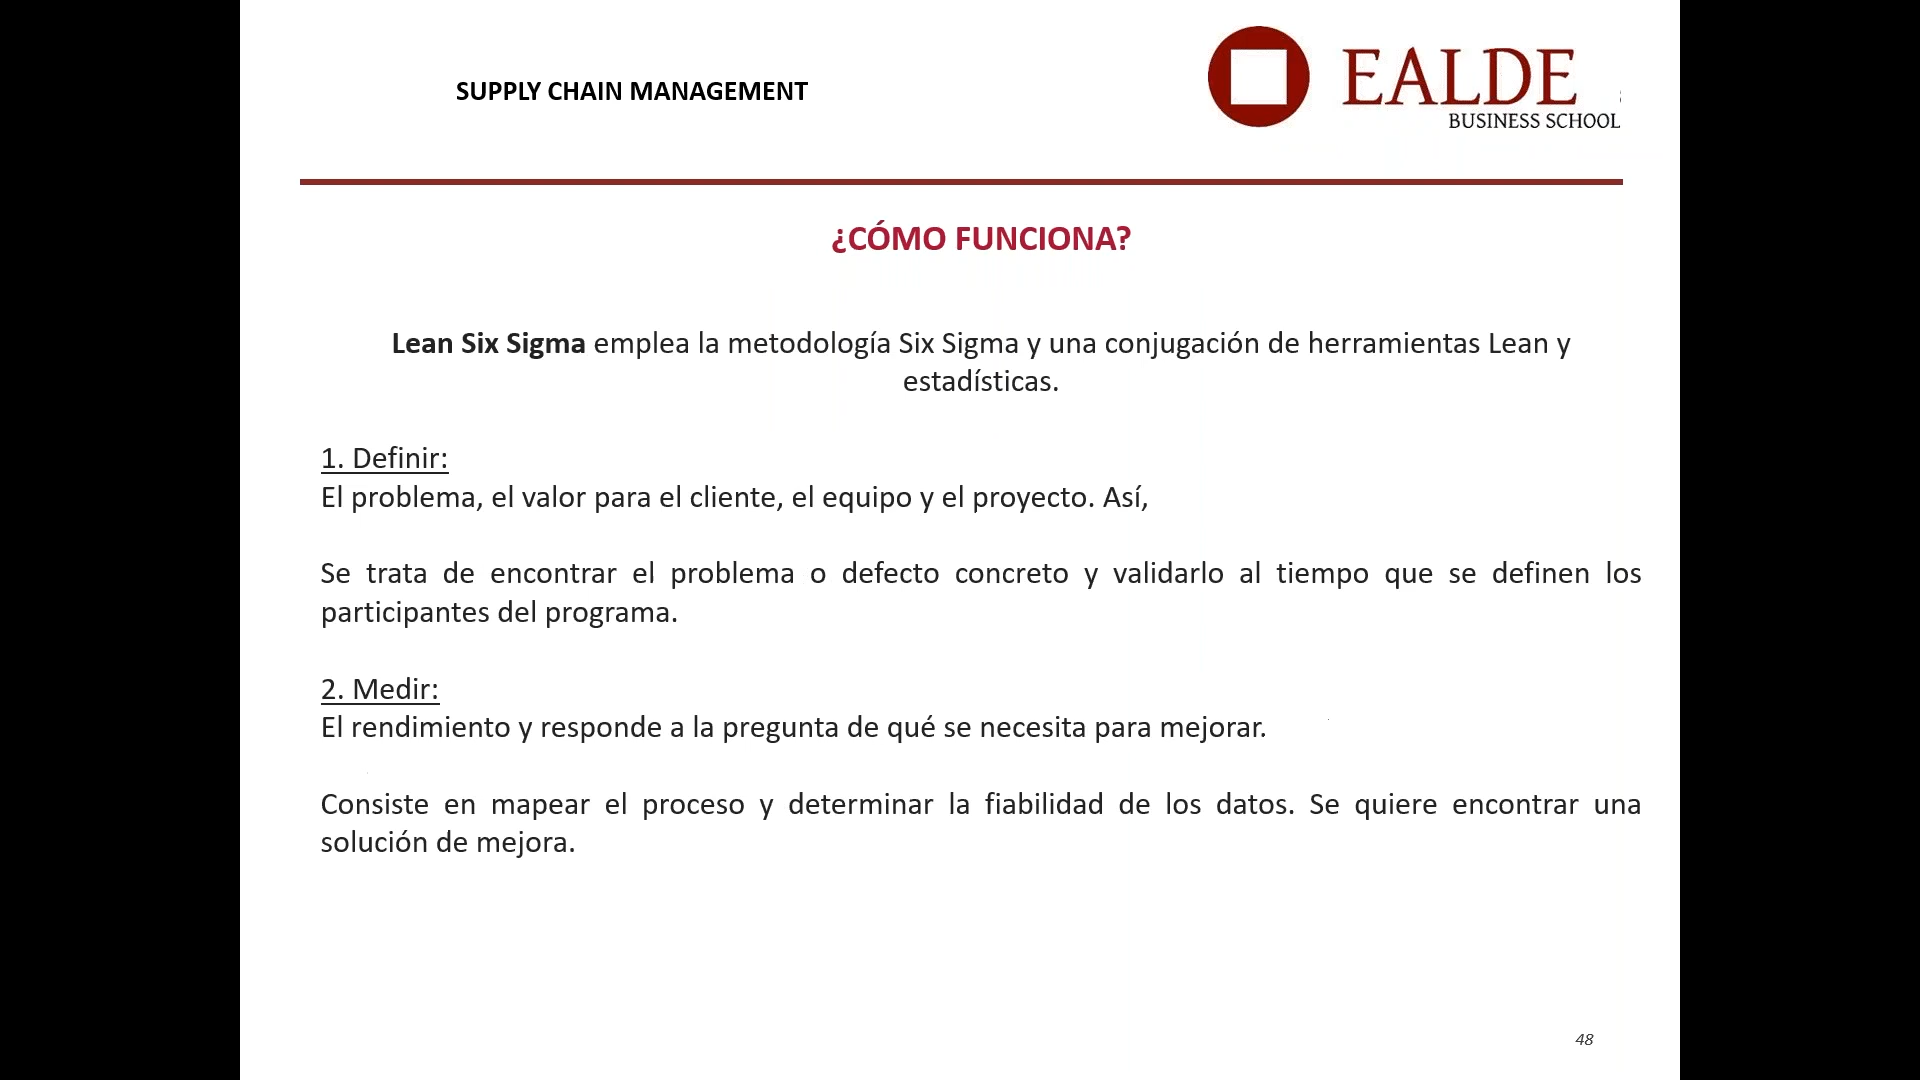 SUPPLY CHAIN MANAGEMENT
EALDE
BUSINESS SCHOOL
¿CÓMO FUNCIONA?
Lean Six Sigma emplea la metodología Six Sigma y una conjugación de herramientas Lean y
estadísticas.
1. Definir:
El problema, el valor para el cliente, el equipo y el proyecto. Así,
Se trata de encontrar el problema o defecto concreto y validarlo al tiempo que se definen los
participantes del programa.
2. Medir:
El rendimiento y responde a la pregunta de qué se necesita para mejorar.
Consiste en mapear el proceso y determinar la fiabilidad de los datos. Se quiere encontrar una
solución de mejora.
48